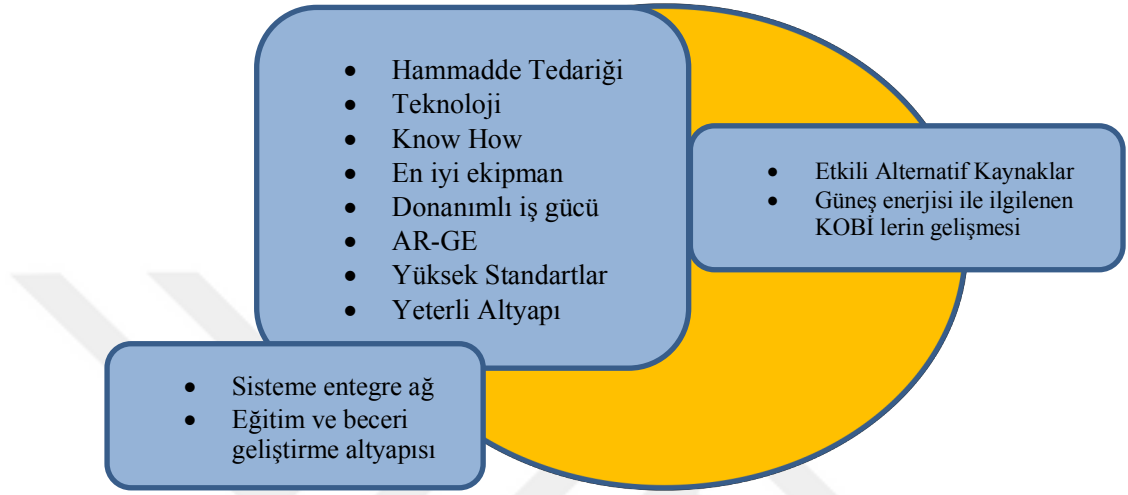 • Hammadde Tedariği
• Teknoloji
• Know How
• En iyi ekipman
• Donanımlı iş gücü
• AR-GE
• Yüksek Standartlar
• Yeterli Altyapı
• Etkili Alternatif Kaynaklar
• Güneş enerjisi ile ilgilenen
KOBİ lerin gelişmesi
• Sisteme entegre ağ
• Eğitim ve beceri
geliştirme altyapısı